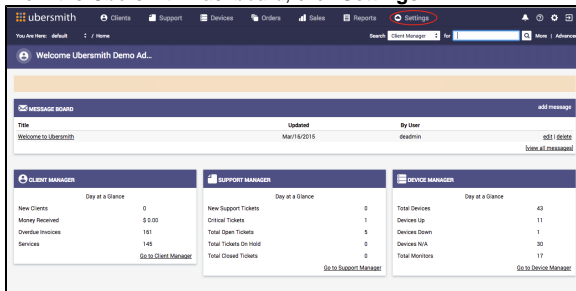 ubersmith Clients Support Devices Orders Sales Reports Settings
You Are Here: default / Home Search Client Manager for More | Advance
Welcome Ubersmith Demo Ad...
MESSAGE BOARD add message
Title Updated By User
Welcome to Ubersmith Mar/16/2015 deadmin edit | delete
[view all messages]
CLIENT MANAGER SUPPORT MANAGER DEVICE MANAGER
Day at a Glance Day at a Glance Day at a Glance
New Clients 0 New Support Tickets 0 Total Devices 43
Money Received $ 0.00 Critical Tickets 1 Devices Up 11
Overdue Invoices 161 Total Open Tickets 5 Devices Down 1
Services 145 Total Tickets On Hold 0 Devices N/A 30
Go to Client Manager Total Closed Tickets 0 Total Monitors 17
Go to Support Manager Go to Device Manager